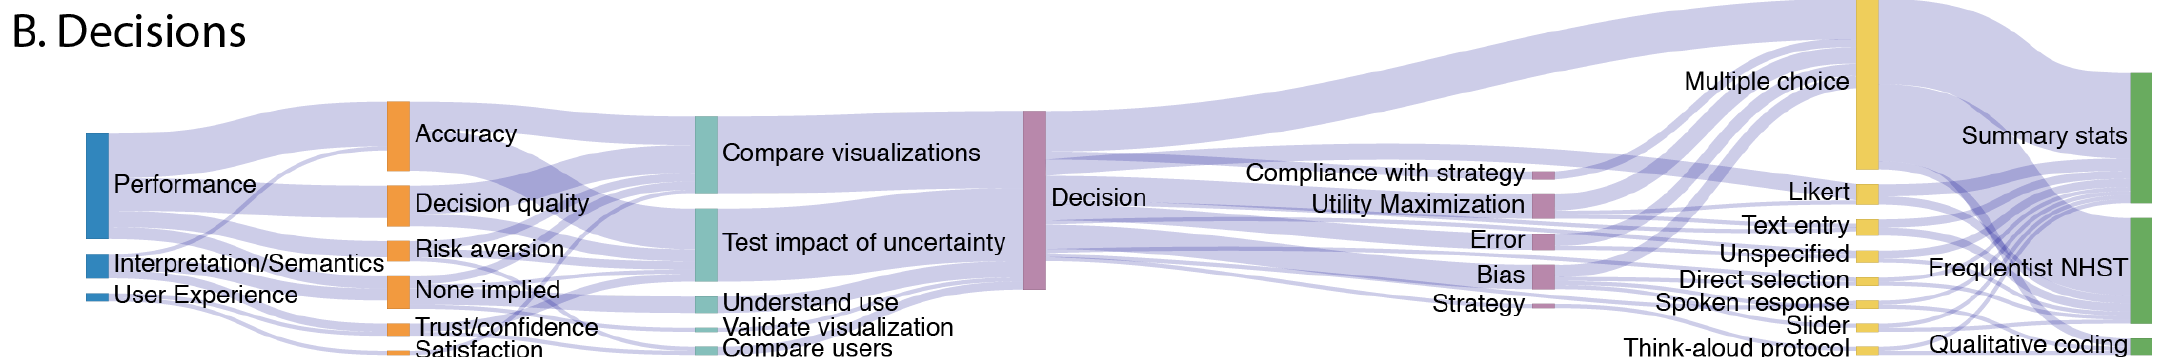 B. Decisions
Performance
Interpretation/Semantics
User Experience
Accuracy
Decision quality
Risk aversion
None implied
Trust/confidence
Satisfaction
Compare visualizations
Test impact of uncertainty
Understand use
Validate visualization
Compare users
Decision
Compliance with strategy
Utility Maximization
Error
Bias
Strategy
Multiple choice
Likert
Text entry
Unspecified
Direct selection
Spoken response
Slider
Think-aloud protocol
Summary stats
Frequentist NHST
Qualitative coding